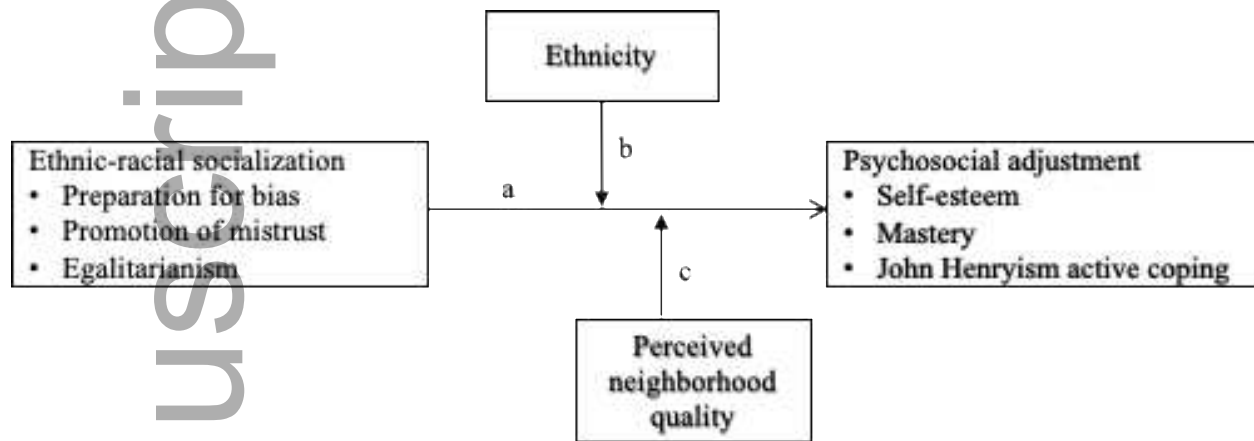 Ethnicity
b
Ethnic-racial socialization
• Preparation for bias
• Promotion of mistrust
• Egalitarianism
a
Psychosocial adjustment
• Self-esteem
• Mastery
• John Henryism active coping
c
Perceived
neighborhood
quality
uscrip